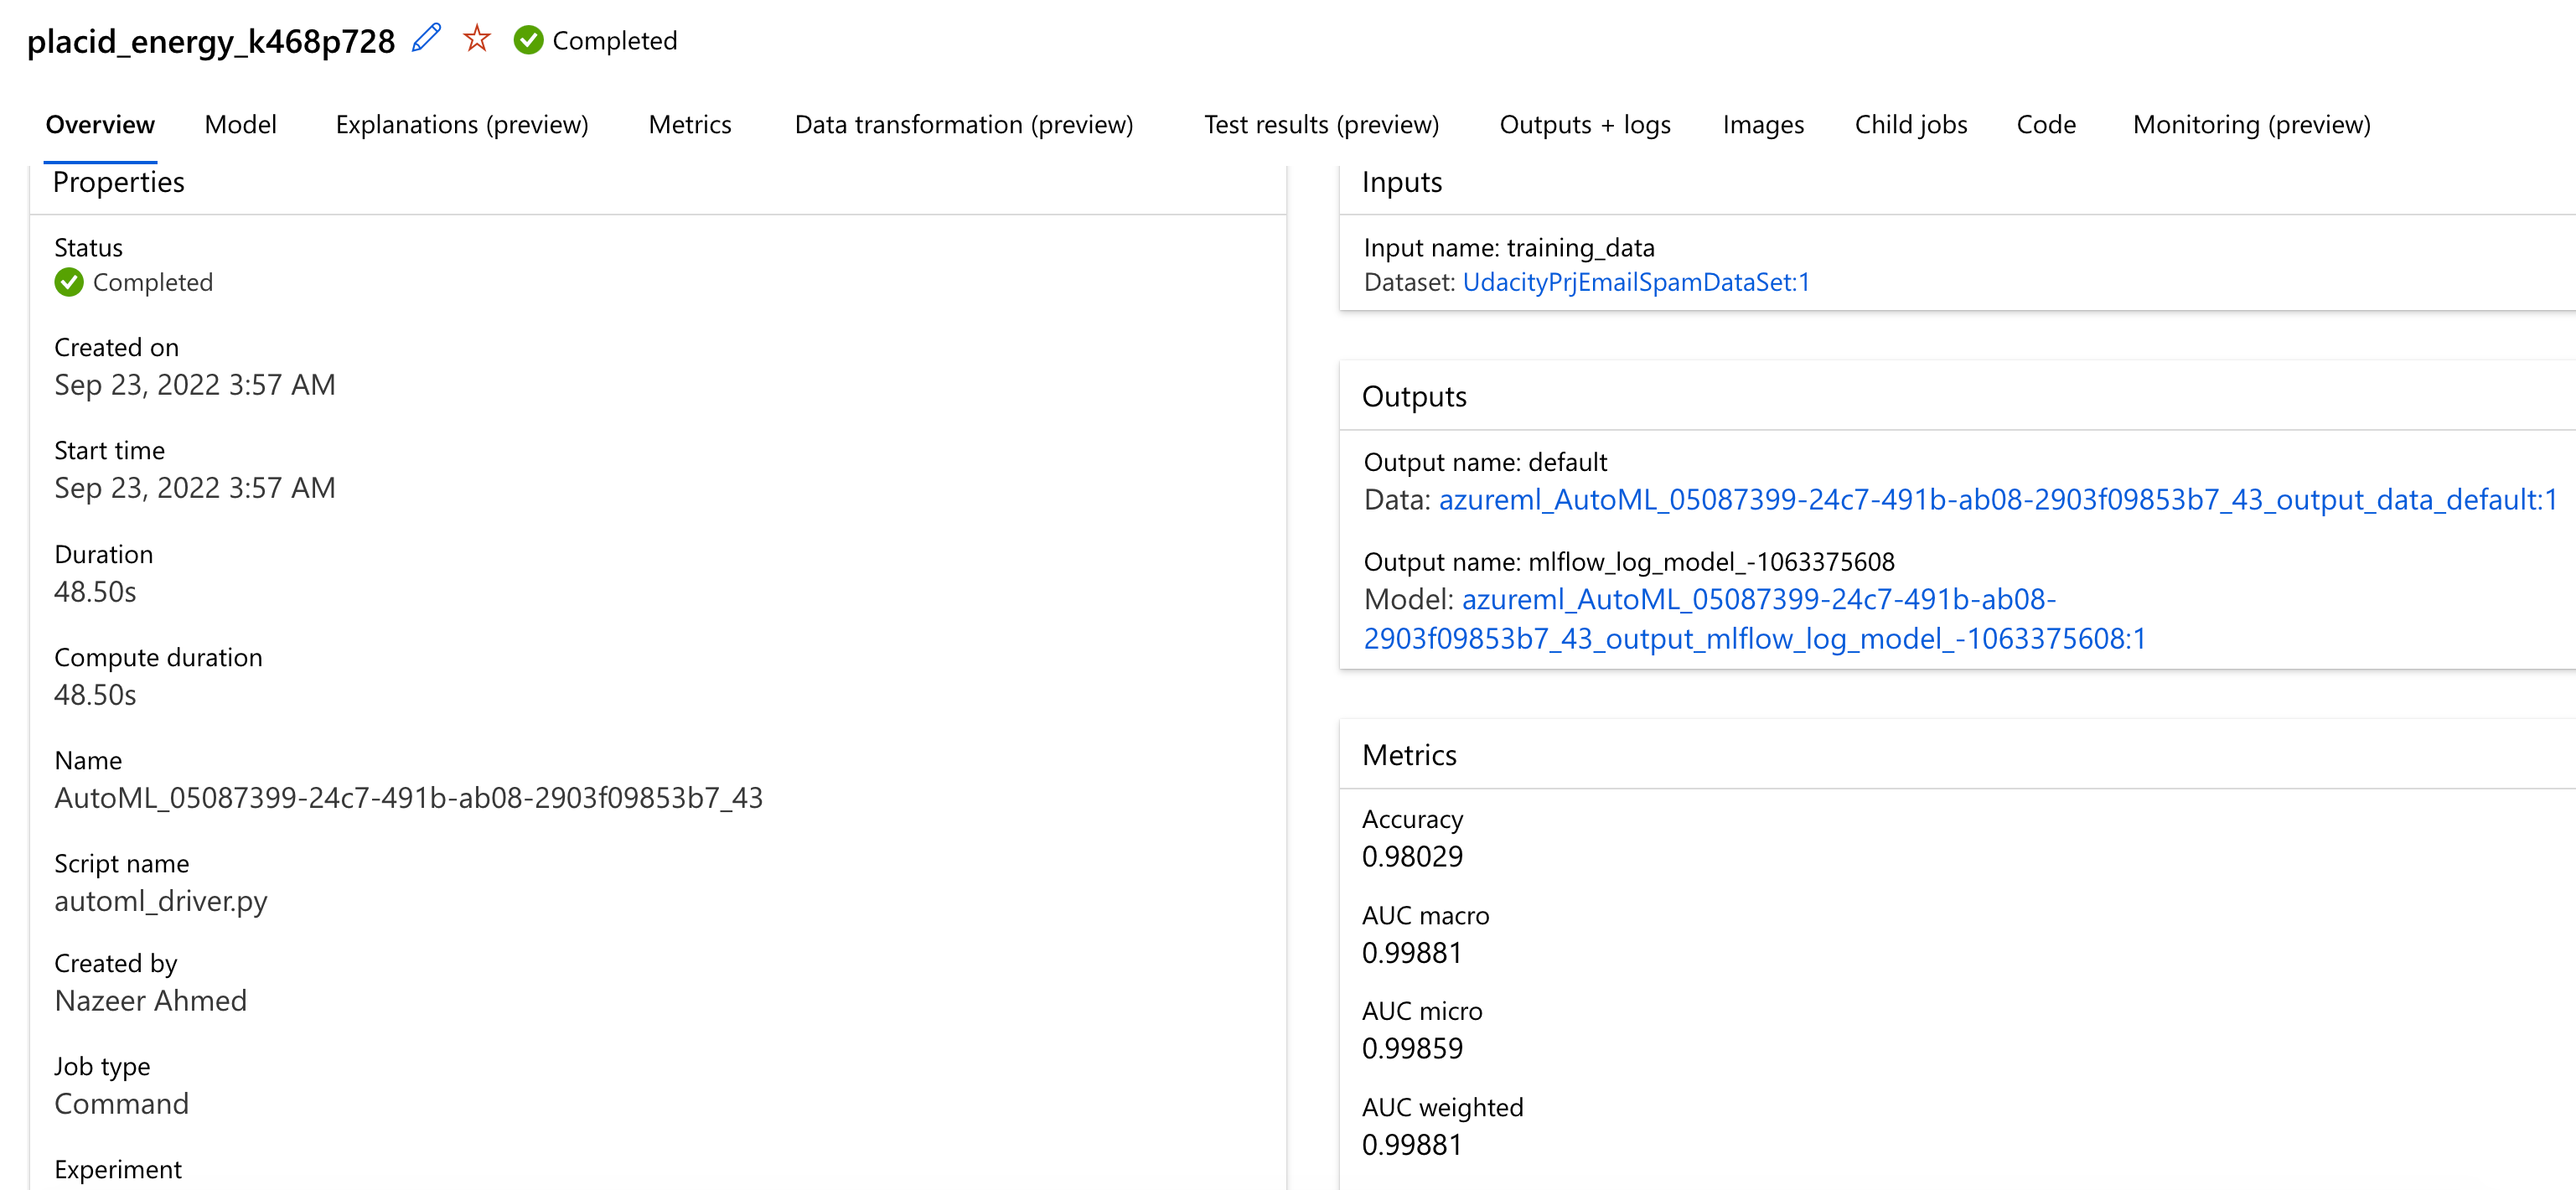 placid_energy_k468p728 Completed
Overview Model Explanations (preview) Metrics Data transformation (preview) Test results (preview) Outputs + logs Images Child jobs Code Monitoring (preview)
Properties
Status
Completed
Created on
Sep 23, 2022 3:57 AM
Start time
Sep 23, 2022 3:57 AM
Duration
48.50s
Compute duration
48.50s
Name
AutoML_05087399-24c7-491b-ab08-2903f09853b7_43
Script name
automl_driver.py
Created by
Nazeer Ahmed
Job type
Command
Experiment
Inputs
Input name: training_data
Dataset: UdacityPrjEmailSpamDataSet:1
Outputs
Output name: default
Data: azureml_AutoML_05087399-24c7-491b-ab08-2903f09853b7_43_output_data_default:1
Output name: mlflow_log_model_-1063375608
Model: azureml_AutoML_05087399-24c7-491b-ab08-
2903f09853b7_43_output_mlflow_log_model_-1063375608:1
Metrics
Accuracy
0.98029
AUC macro
0.99881
AUC micro
0.99859
AUC weighted
0.99881